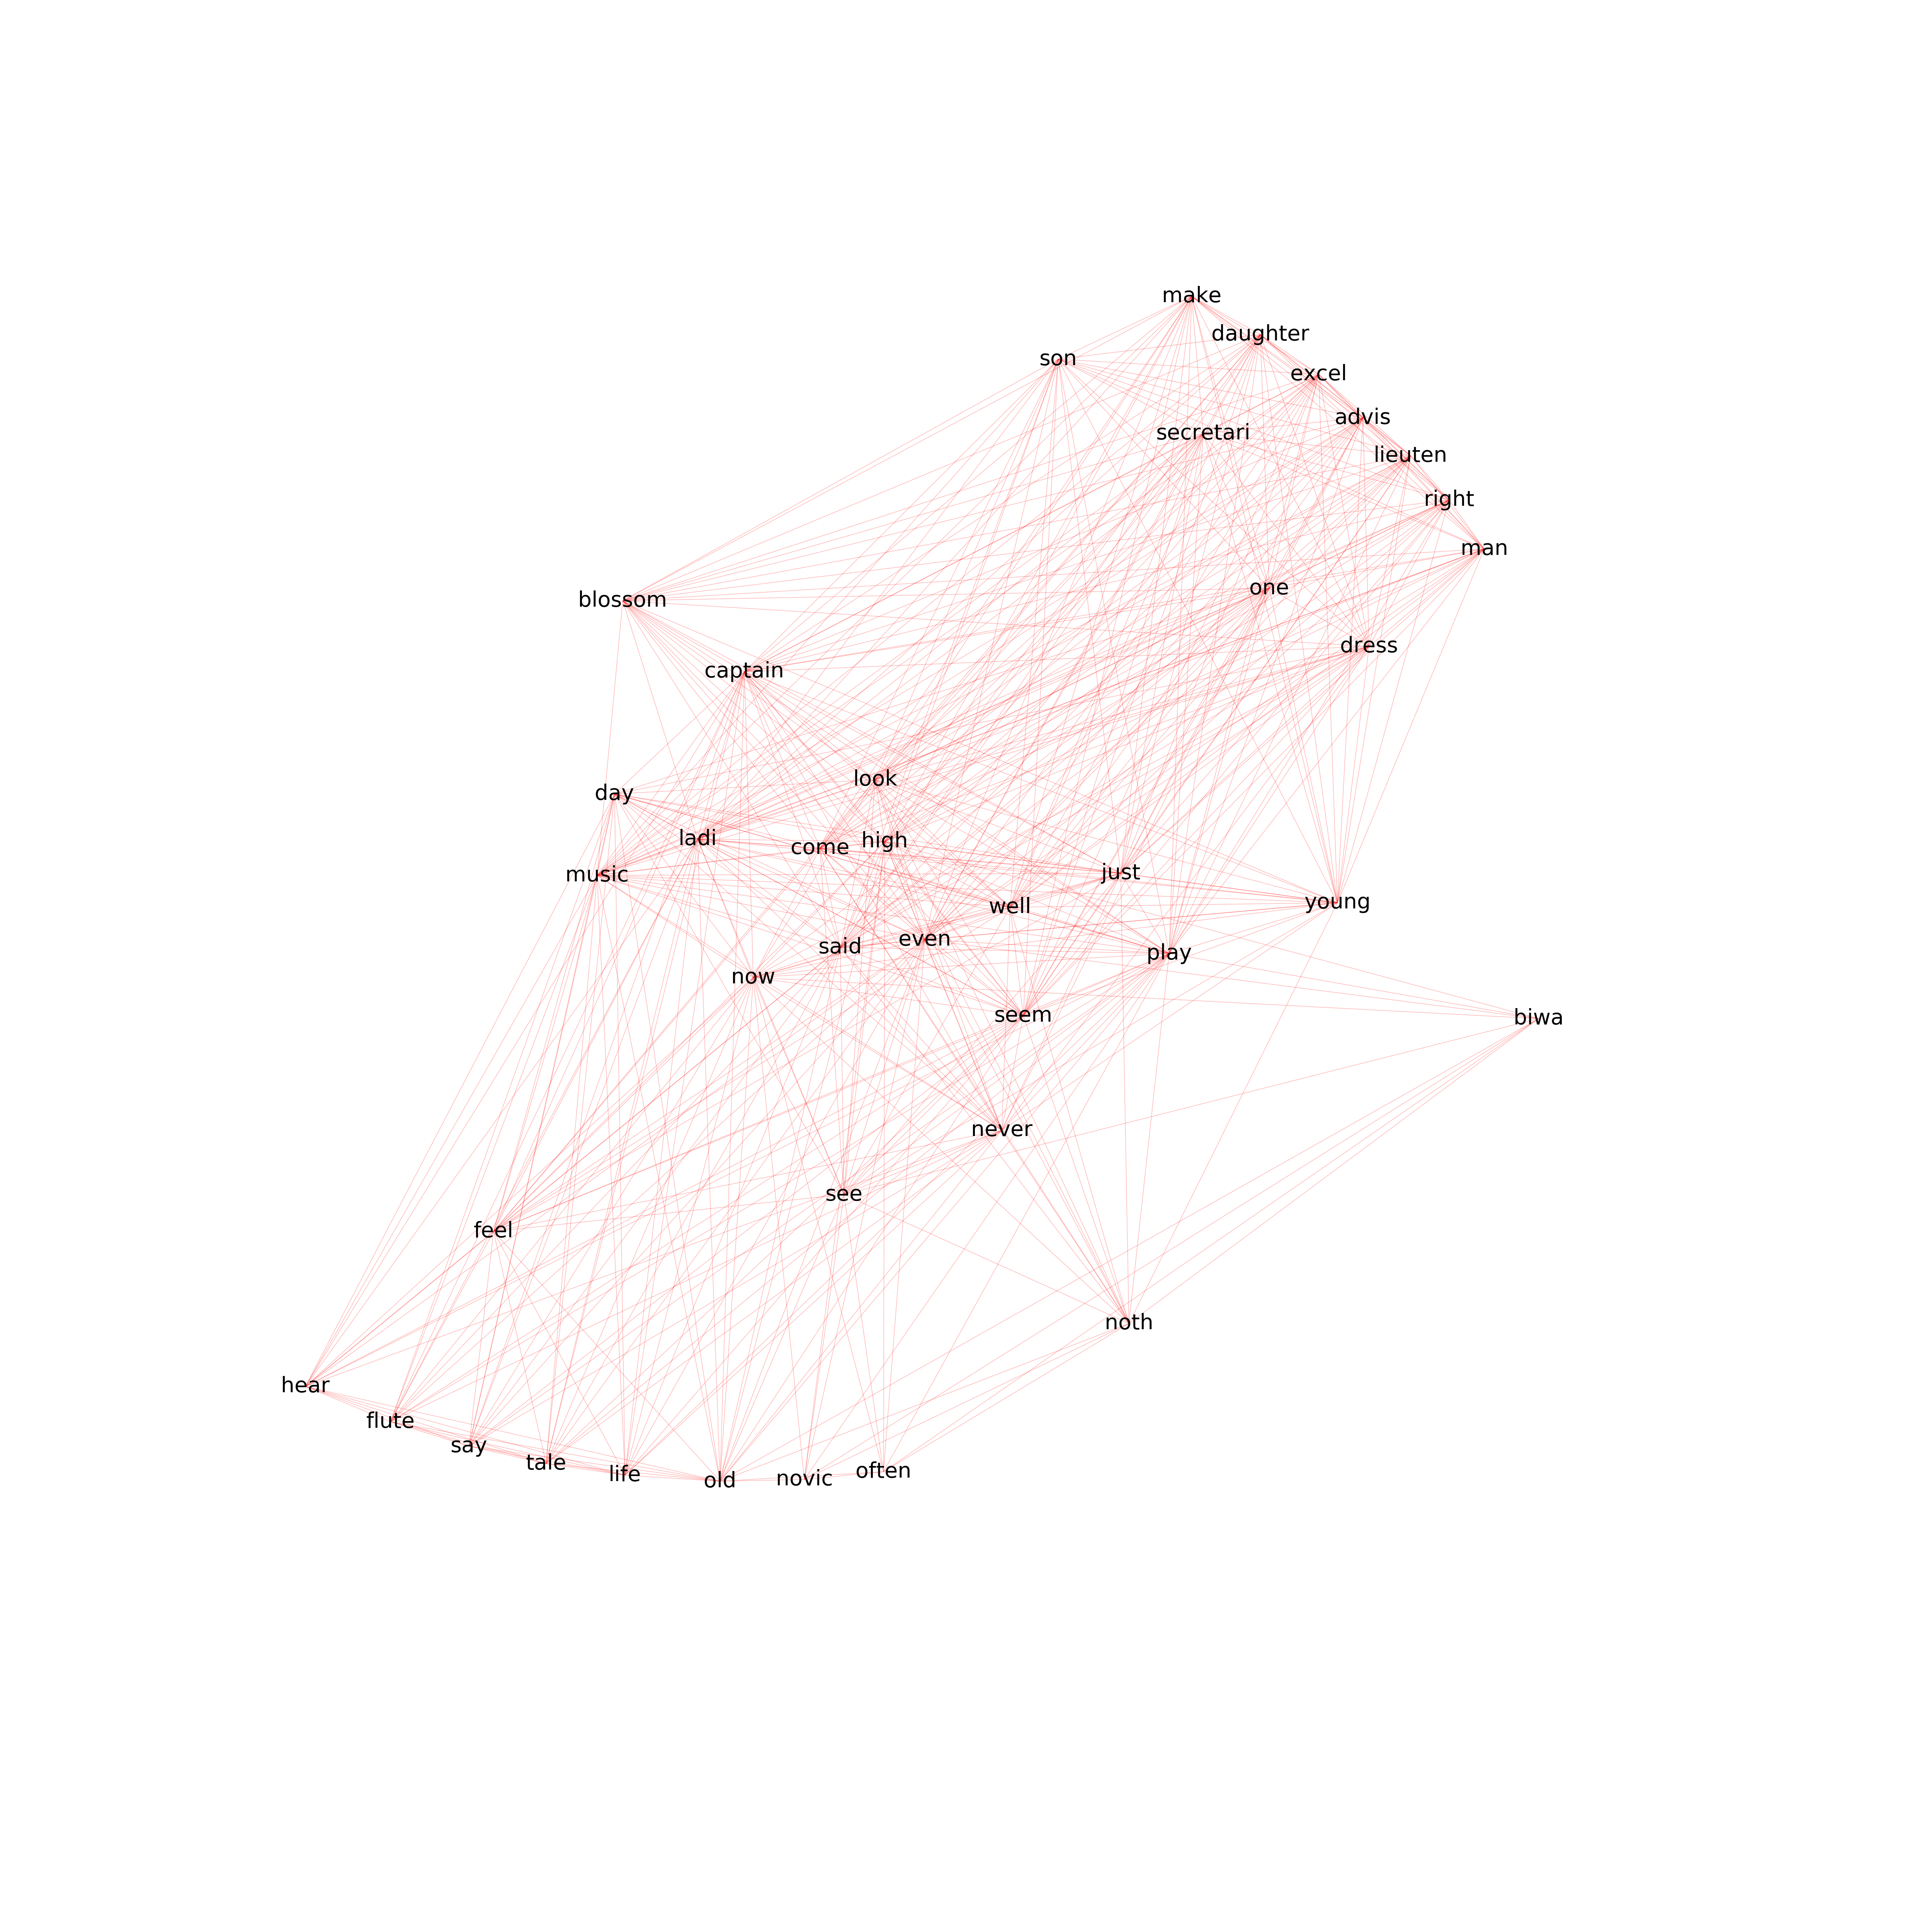 make
daughter
son
excel
advis
secretari
lieuten
right
man
one
blossom
dress
captain
look
day
ladi
high
come
just
music
young
well
even
said
play
now
seem
biwa
never
see
feel
noth
hear
flute
say
tale
often
life
novic
old